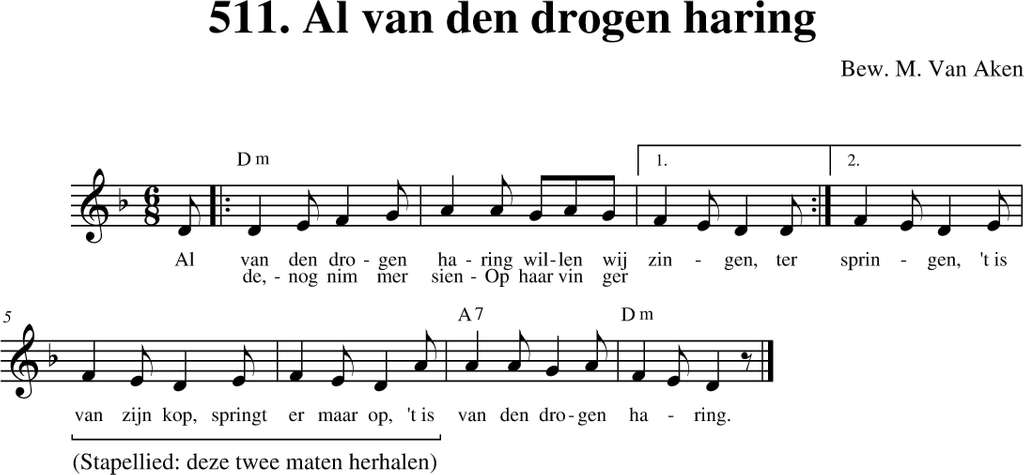 511. Al van den drogen haring
Bew. M. Van Aken
D m
1. 2.
6
8
Al van den dro - gen ha - ring wil - len wij zin - gen, ter sprin - gen, 't is
de, - nog nim mer sien - Op haar vin ger
5
A 7 D m
van zijn kop, springt er maar op, 't is van den dro - gen ha - ring.
(Stapellied: deze twee maten herhalen)